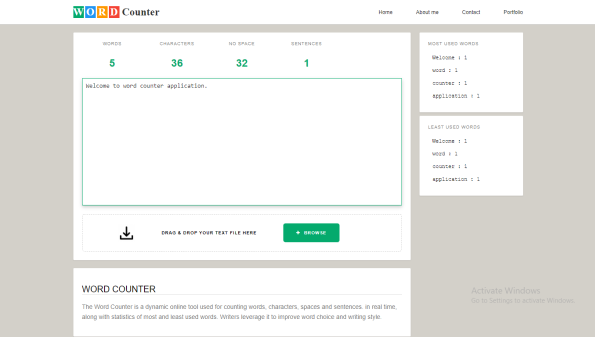 WORD Counter
Home About me Contact Portfolio
WORDS CHARACTERS NO SPACE SENTENCES
5 36 32 1
Welcome to word counter application.
DRAG & DROP YOUR TEXT FILE HERE
+ BROWSE
MOST USED WORDS
Welcome : 1
word : 1
counter : 1
application : 1
LEAST USED WORDS
Welcome : 1
word : 1
counter : 1
application : 1
WORD COUNTER
The Word Counter is a dynamic online tool used for counting words, characters, spaces and sentences, in real time,
along with statistics of most and least used words. Writers leverage it to improve word choice and writing style.
Activate Windows
Go to Settings to activate Windows.